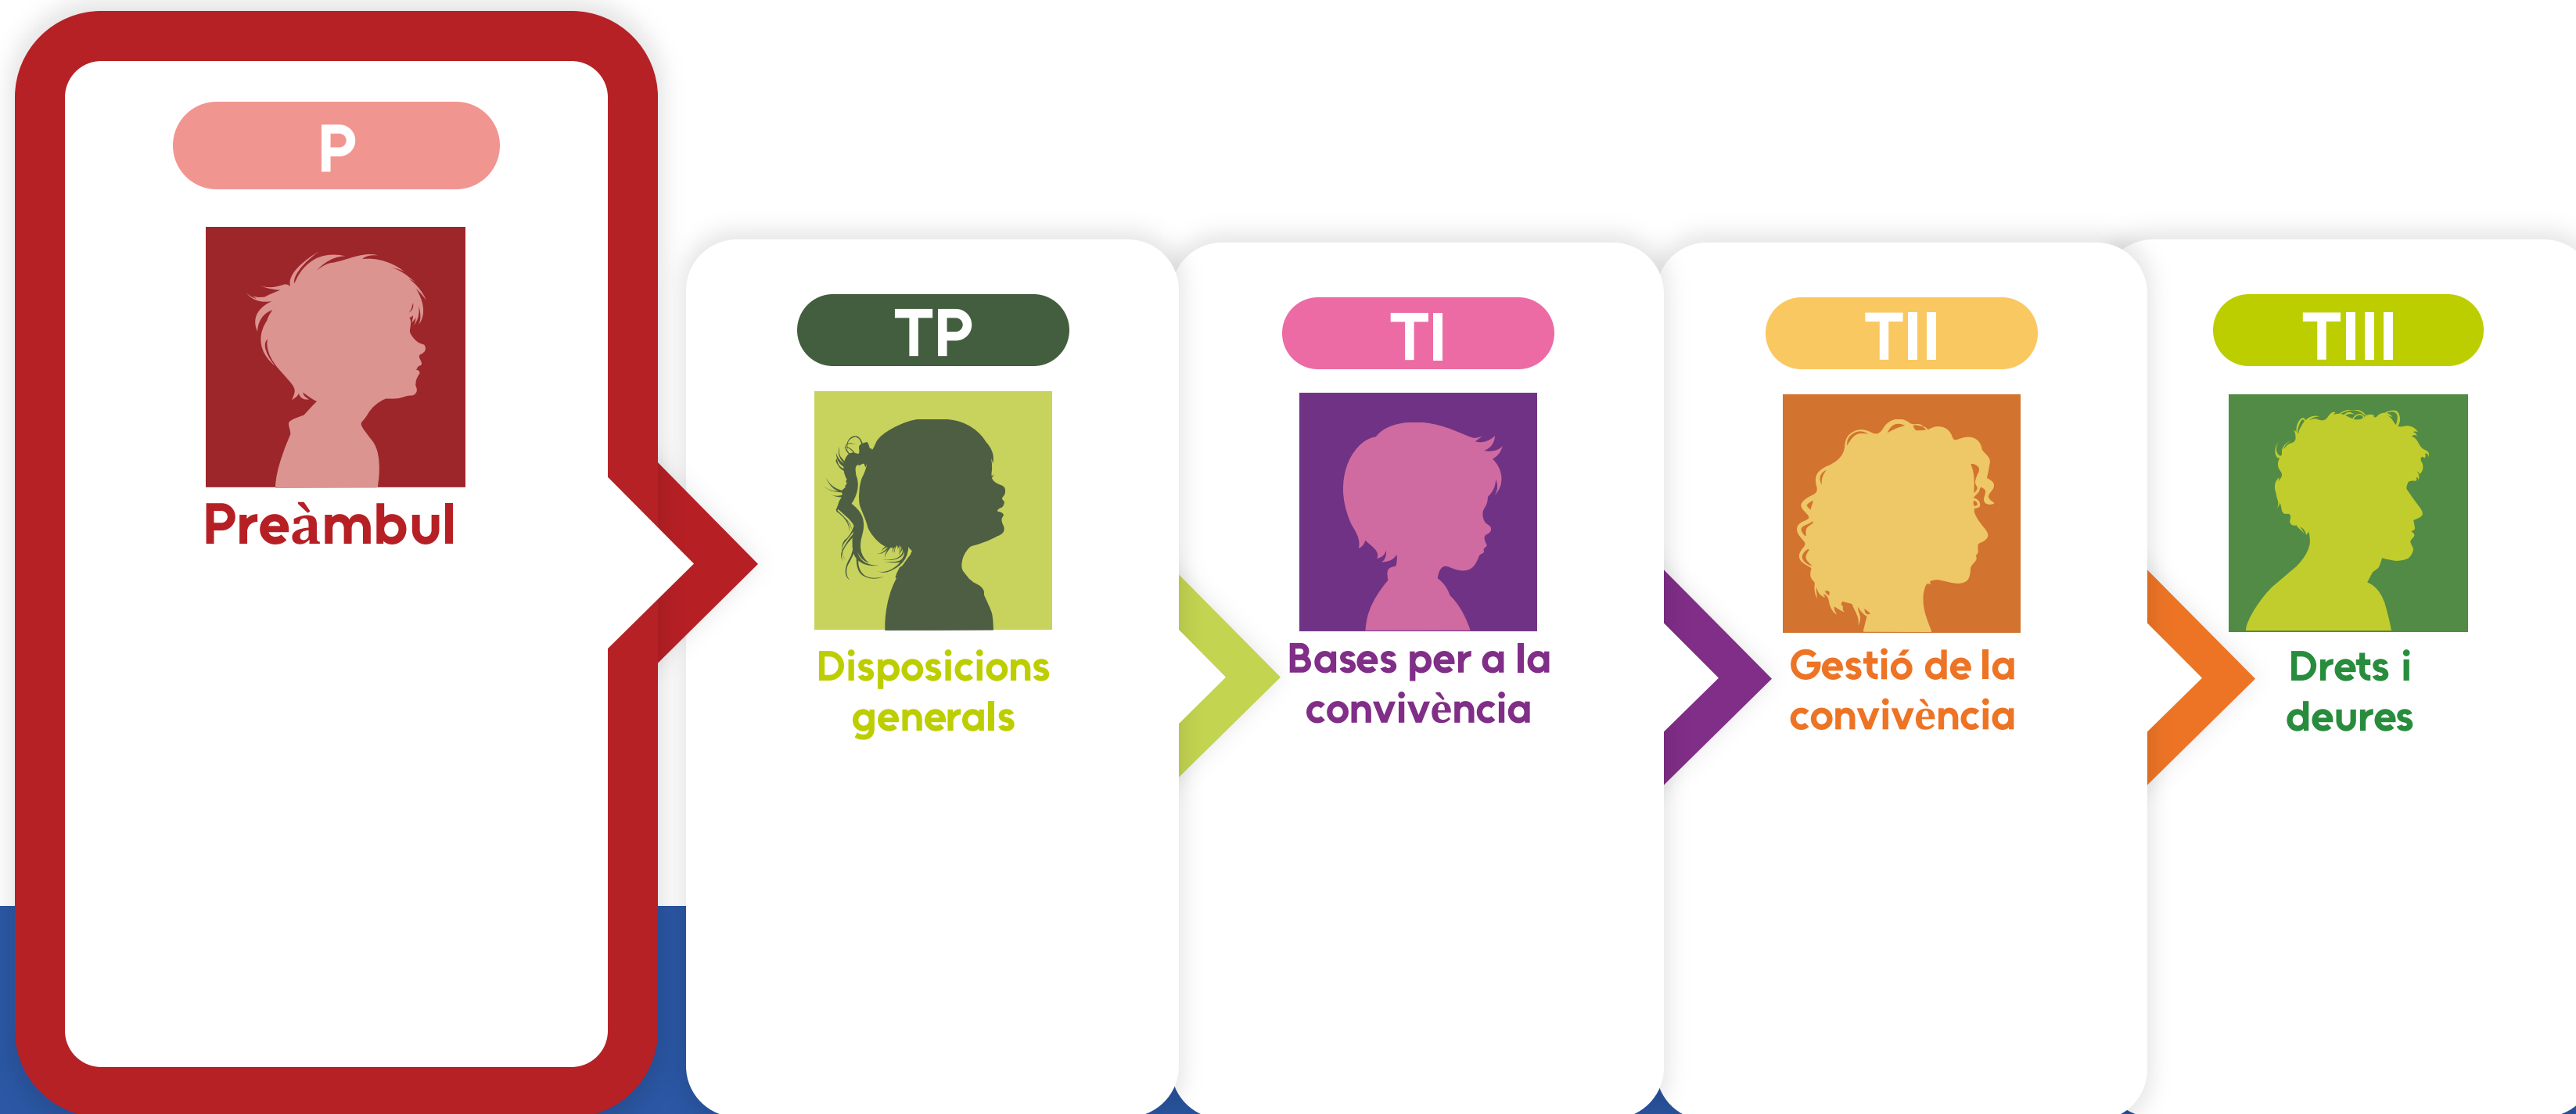 P
Preàmbul
TP
Disposicions
generals
TI
Bases per a la
convivència
TII
Gestió de la
convivència
TIII
Drets i
deures